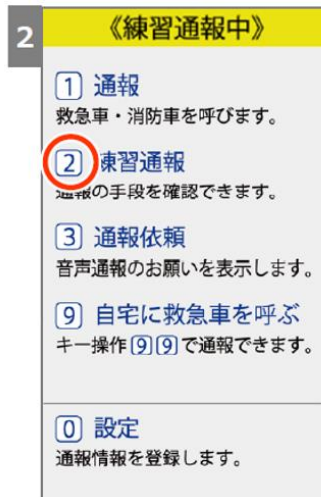 2
《練習通報中》
1 通報
救急車・消防車を呼びます。
2 練習通報
通報の手段を確認できます。
3 通報依頼
音声通報のお願いを表示します。
9 自宅に救急車を呼ぶ
キー操作99で通報できます。
0 設定
通報情報を登録します。